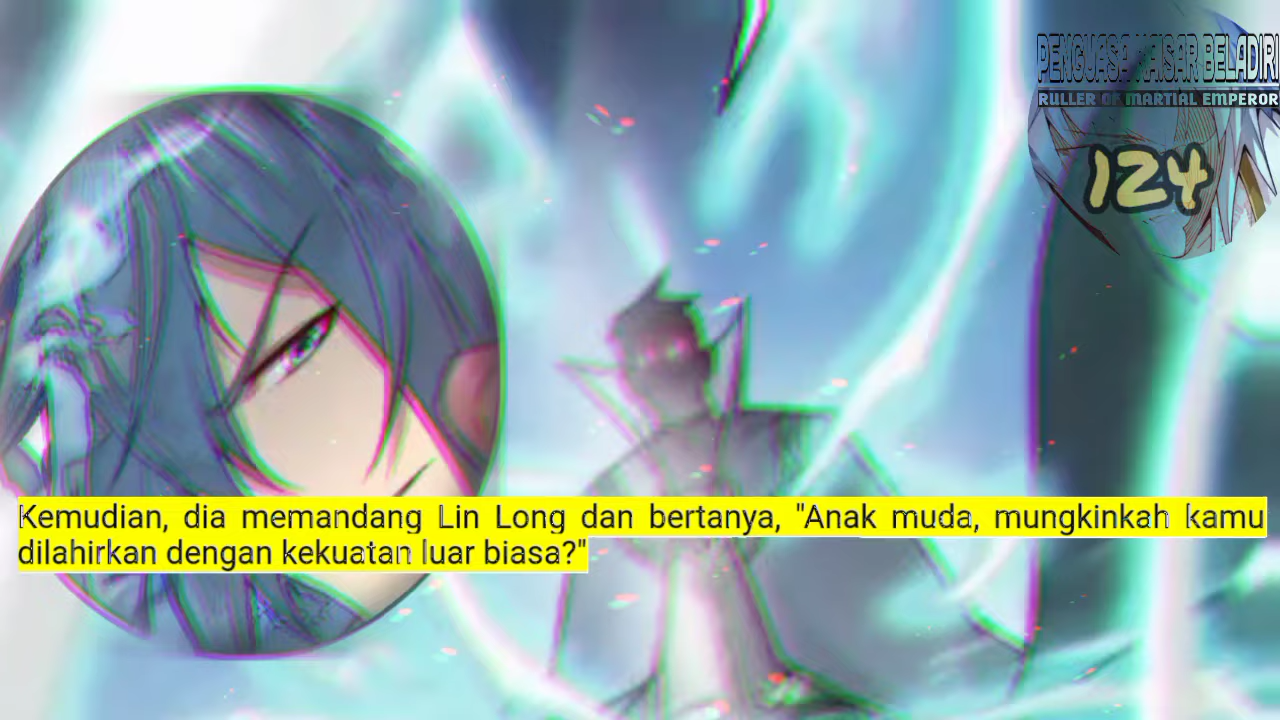 PENGUASA KAISAR BELADIRI
RULLER OF MARTIAL EMPEROR
124
Kemudian, dia memandang Lin Long dan bertanya, "Anak muda, mungkinkah kamu
dilahirkan dengan kekuatan luar biasa?"